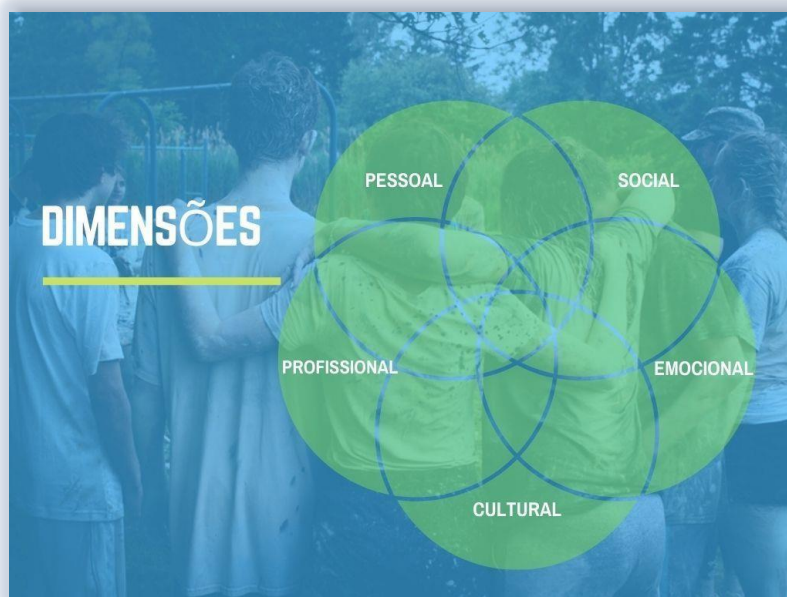 DIMENSÕES
PESSOAL
SOCIAL
PROFISSIONAL
EMOCIONAL
CULTURAL